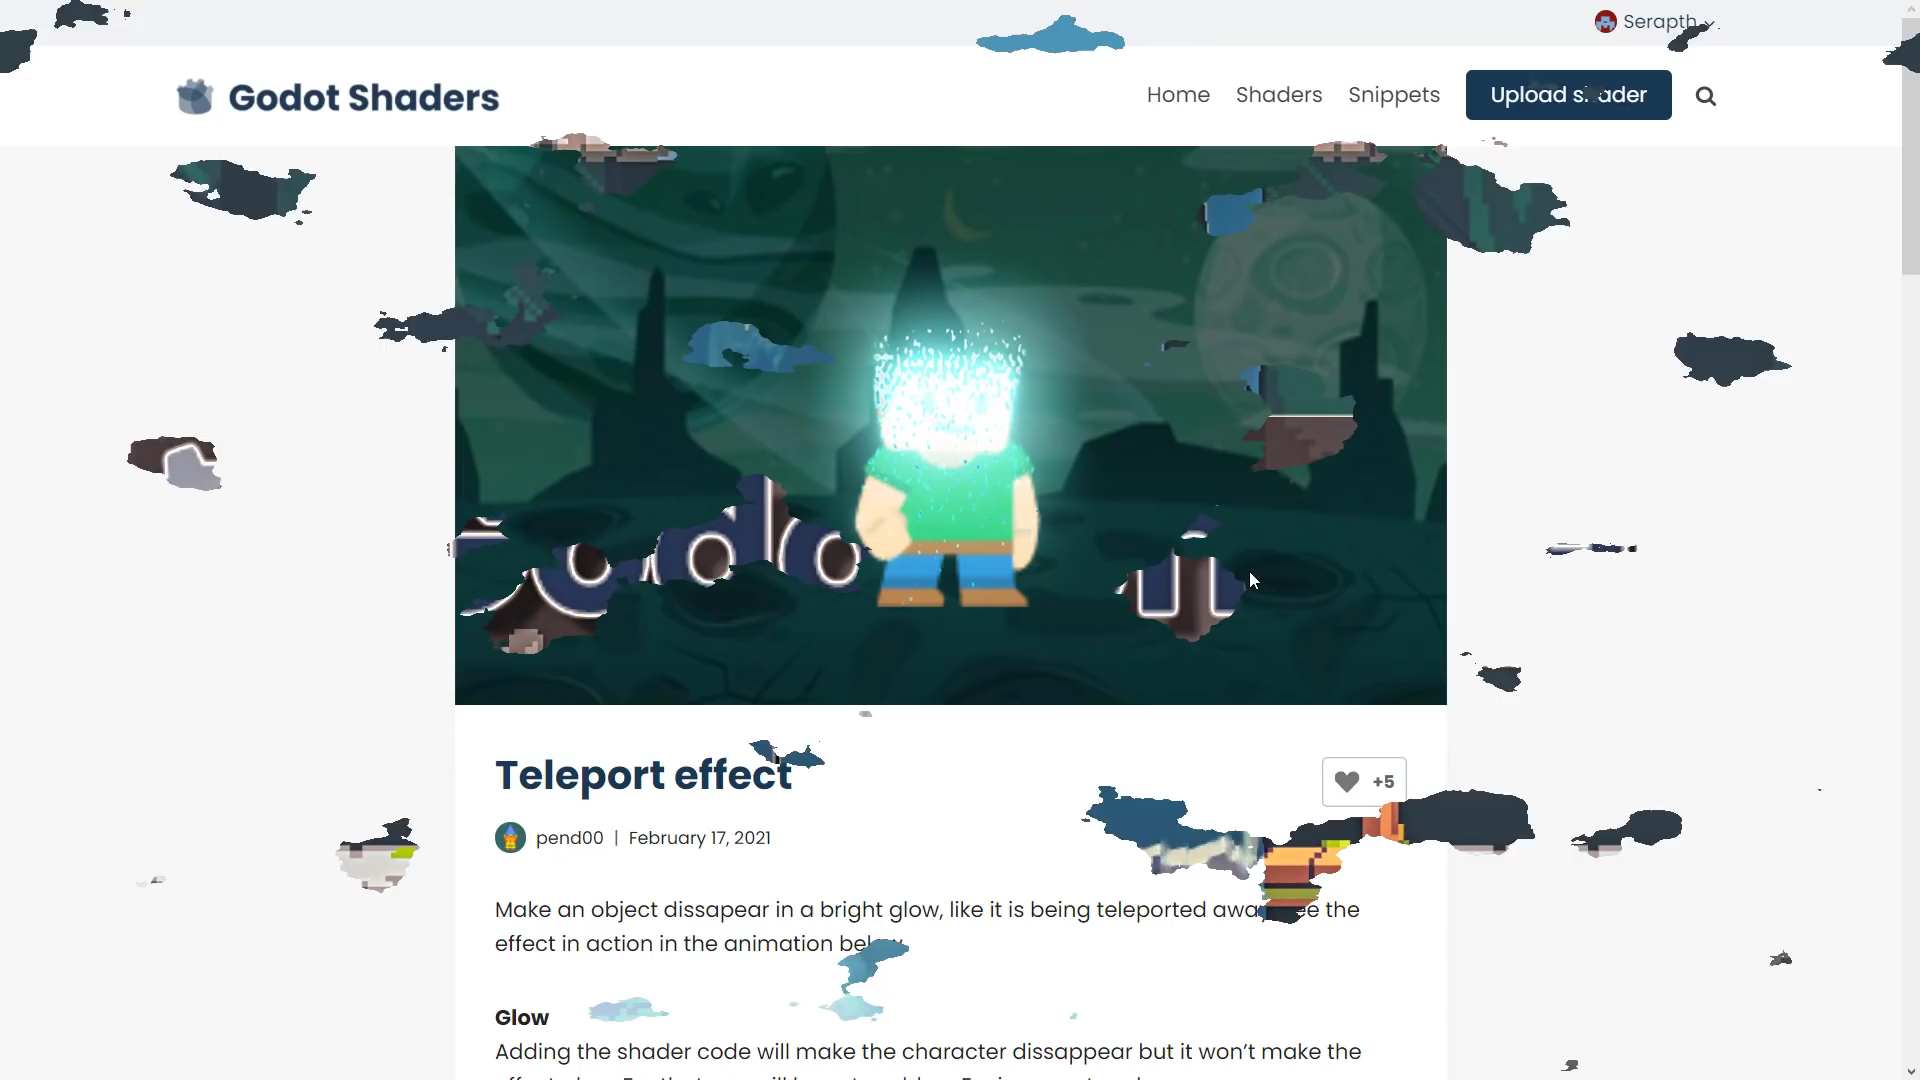 Serapth
Godot Shaders
Home Shaders Snippets Upload shader
Teleport effect
+5
pend00 | February 17, 2021
Make an object dissapear in a bright glow, like it is being teleported the
effect in action in the animation
Glow
Adding the shader code will make the character dissappear but it won't make the